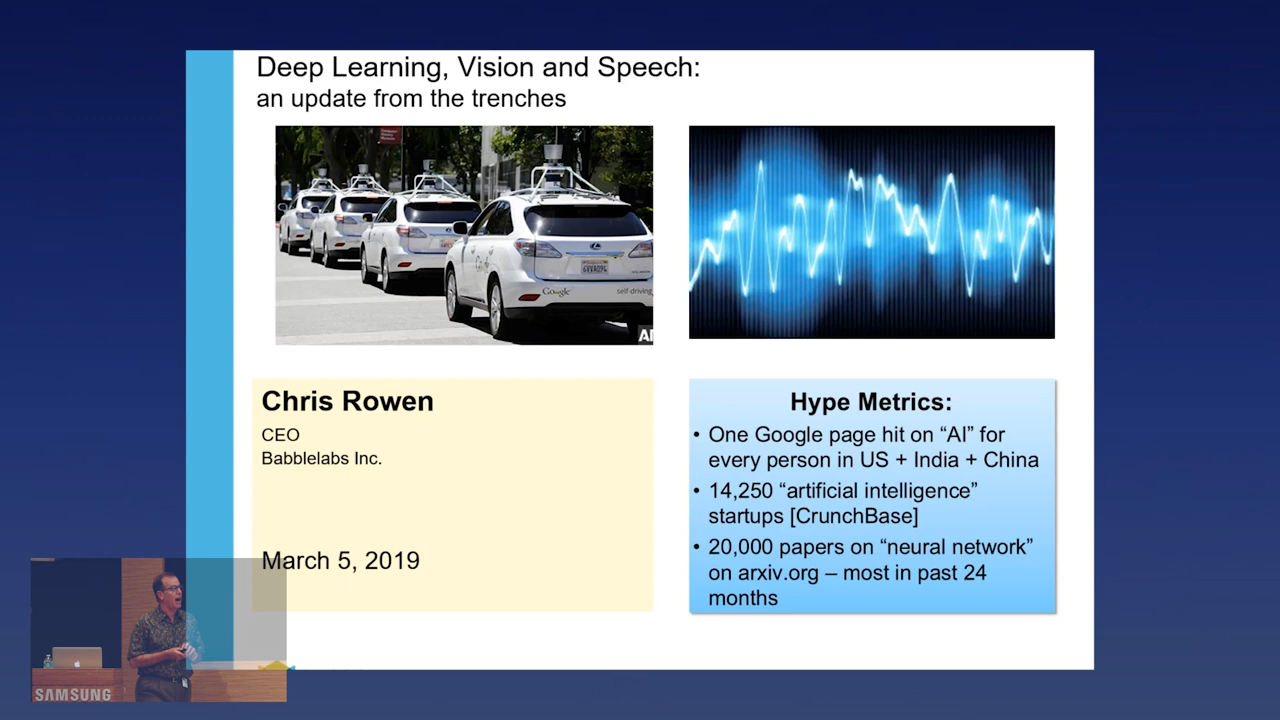 Deep Learning, Vision and Speech:
an update from the trenches
Google
self-driving
AI
Chris Rowen
CEO
Babblelabs Inc.
March 5, 2019
Hype Metrics:
• One Google page hit on “AI” for
every person in US + India + China
• 14,250 “artificial intelligence”
startups [CrunchBase]
• 20,000 papers on “neural network”
on arxiv.org – most in past 24
months
SAMSUNG